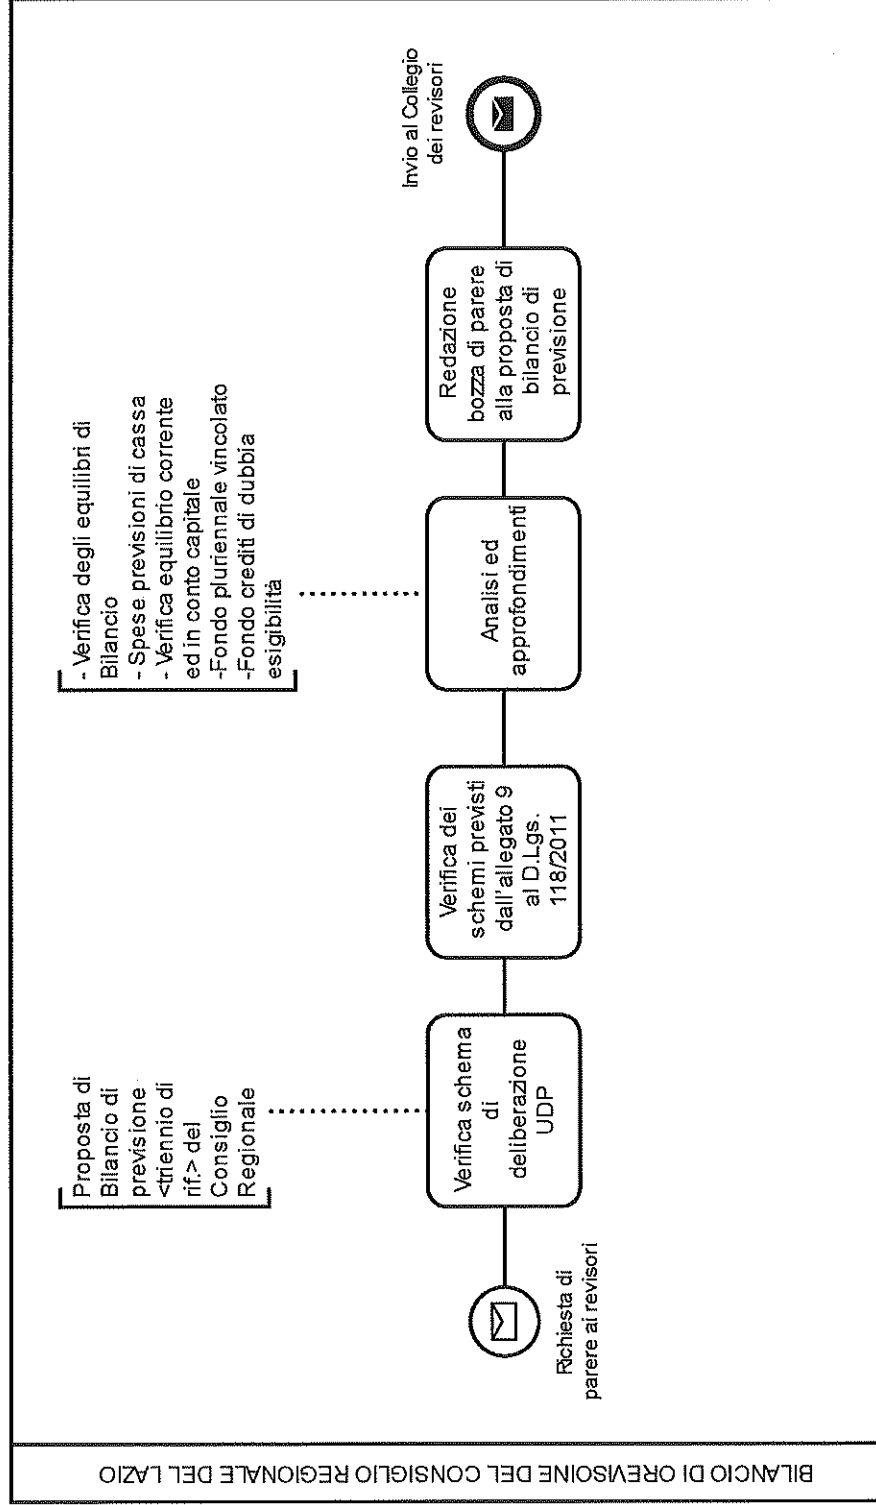 BILANCIO DI OREVISOINE DEL CONSIGLIO REGIONALE DEL LAZIO
Richiesta di
parere ai revisori
Proposta di
Bilancio di
previsione
<triennio di
rif.> del
Consiglio
Regionale
Verifica schema
di
deliberazione
UDP
Verifica dei
schemi previsti
dall'allegato 9
al D.Lgs.
118/2011
- Verifica degli equilibri di
Bilancio
- Spese previsioni di cassa
- Verifica equilibrio corrente
ed in conto capitale
-Fondo pluriennale vincolato
-Fondo crediti di dubbia
esigibilità
Analisi ed
approfondimenti
Redazione
bozza di parere
alla proposta di
bilancio di
previsione
Invio al Collegio
dei revisori